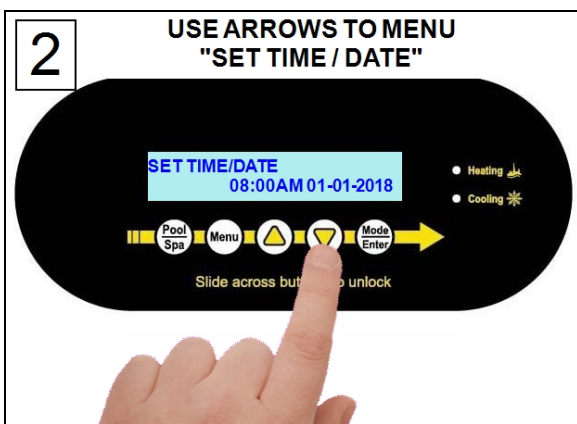 2
USE ARROWS TO MENU
"SET TIME / DATE"
SET TIME/DATE
08:00AM 01-01-2018
Heating
Cooling
Pool
Spa
Menu
Mode
Enter
Slide across but o unlock